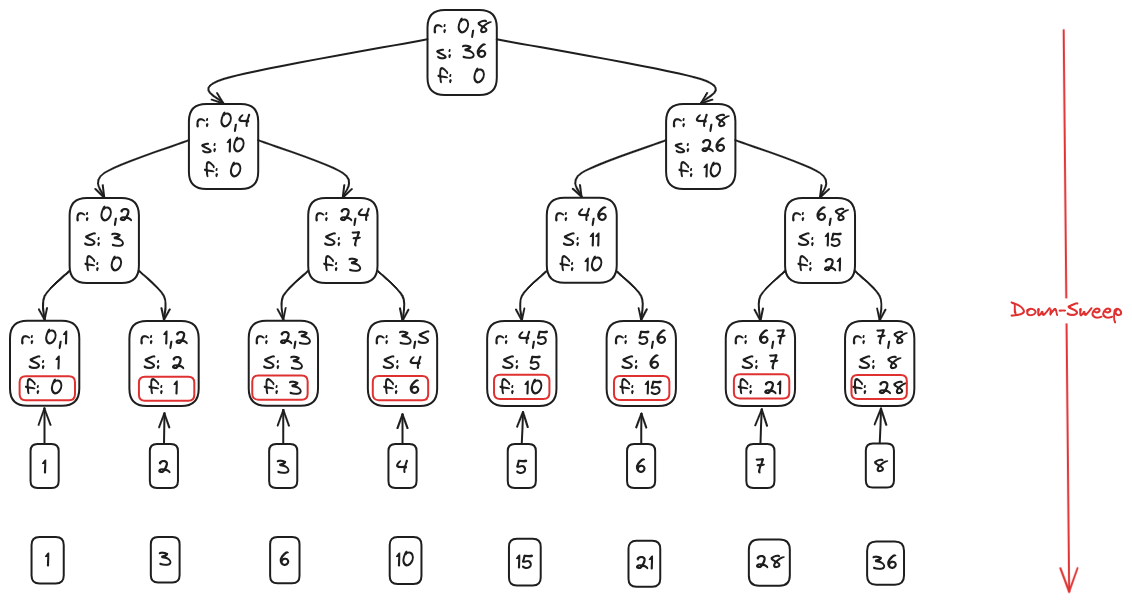 r: 0,8
s: 36
f: 0
r: 0,4
s: 10
f: 0
r: 4,8
s: 26
f: 10
r: 0,2
S: 3
f: 0
r: 2,4
S: 7
f: 3
r: 4,6
S: 11
f: 10
r: 6,8
S: 15
f: 21
r: 0,1
S: 1
f: 0
r: 1,2
S: 2
f: 1
r: 2,3
S: 3
f: 3
r: 3,5
S: 4
f: 6
r: 4,5
S: 5
f: 10
r: 5,6
S: 6
f: 15
r: 6,7
S: 7
f: 21
r: 7,8
S: 8
f: 28
1
2
3
4
5
6
7
8
1
3
6
10
15
21
28
36
Down-Sweep